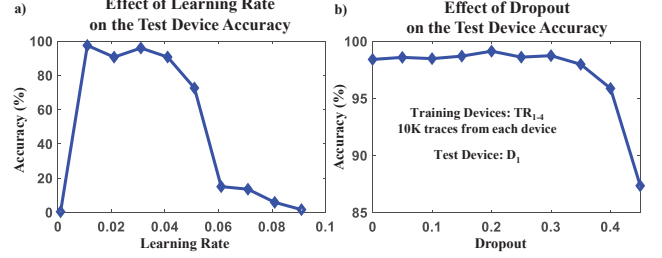 a)
Effect of Learning Rate
on the Test Device Accuracy
100
80
60
40
20
0
Accuracy (%)
0 0.02 0.04 0.06 0.08 0.1
Learning Rate
b)
Effect of Dropout
on the Test Device Accuracy
100
95
90
85
Accuracy (%)
Training Devices: TR1-4
10K traces from each device
Test Device: D1
0 0.1 0.2 0.3 0.4
Dropout